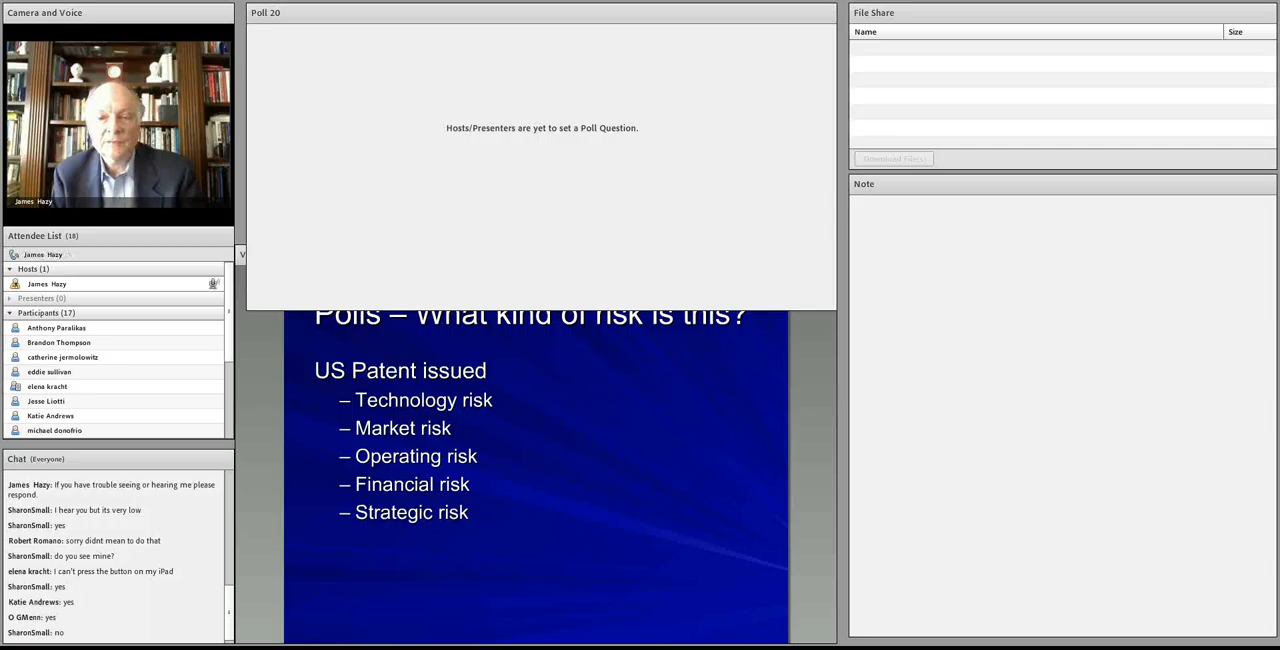 Camera and Voice
James Hazy
Attendee List (18)
James Hazy
Hosts (1)
James Hazy
Presenters (0)
Participants (17)
Anthony Paralikas
Brandon Thompson
catherine jermolowitz
eddie sullivan
elena kracht
Jesse Liotti
Katie Andrews
michael donofrio
Chat (Everyone)
James Hazy: If you have trouble seeing or hearing me please
respond.
SharonSmall: I hear you but its very low
SharonSmall: yes
Robert Romano: sorry didnt mean to do that
SharonSmall: do you see mine?
elena kracht: I can't press the button on my iPad
SharonSmall: yes
Katie Andrews: yes
O GMenn: yes
SharonSmall: no
V
Poll 20
Hosts/Presenters are yet to set a Poll Question.
Polls – What kind of risk is this?
US Patent issued
– Technology risk
– Market risk
– Operating risk
– Financial risk
– Strategic risk
File Share
Name Size
Download File(s)
Note